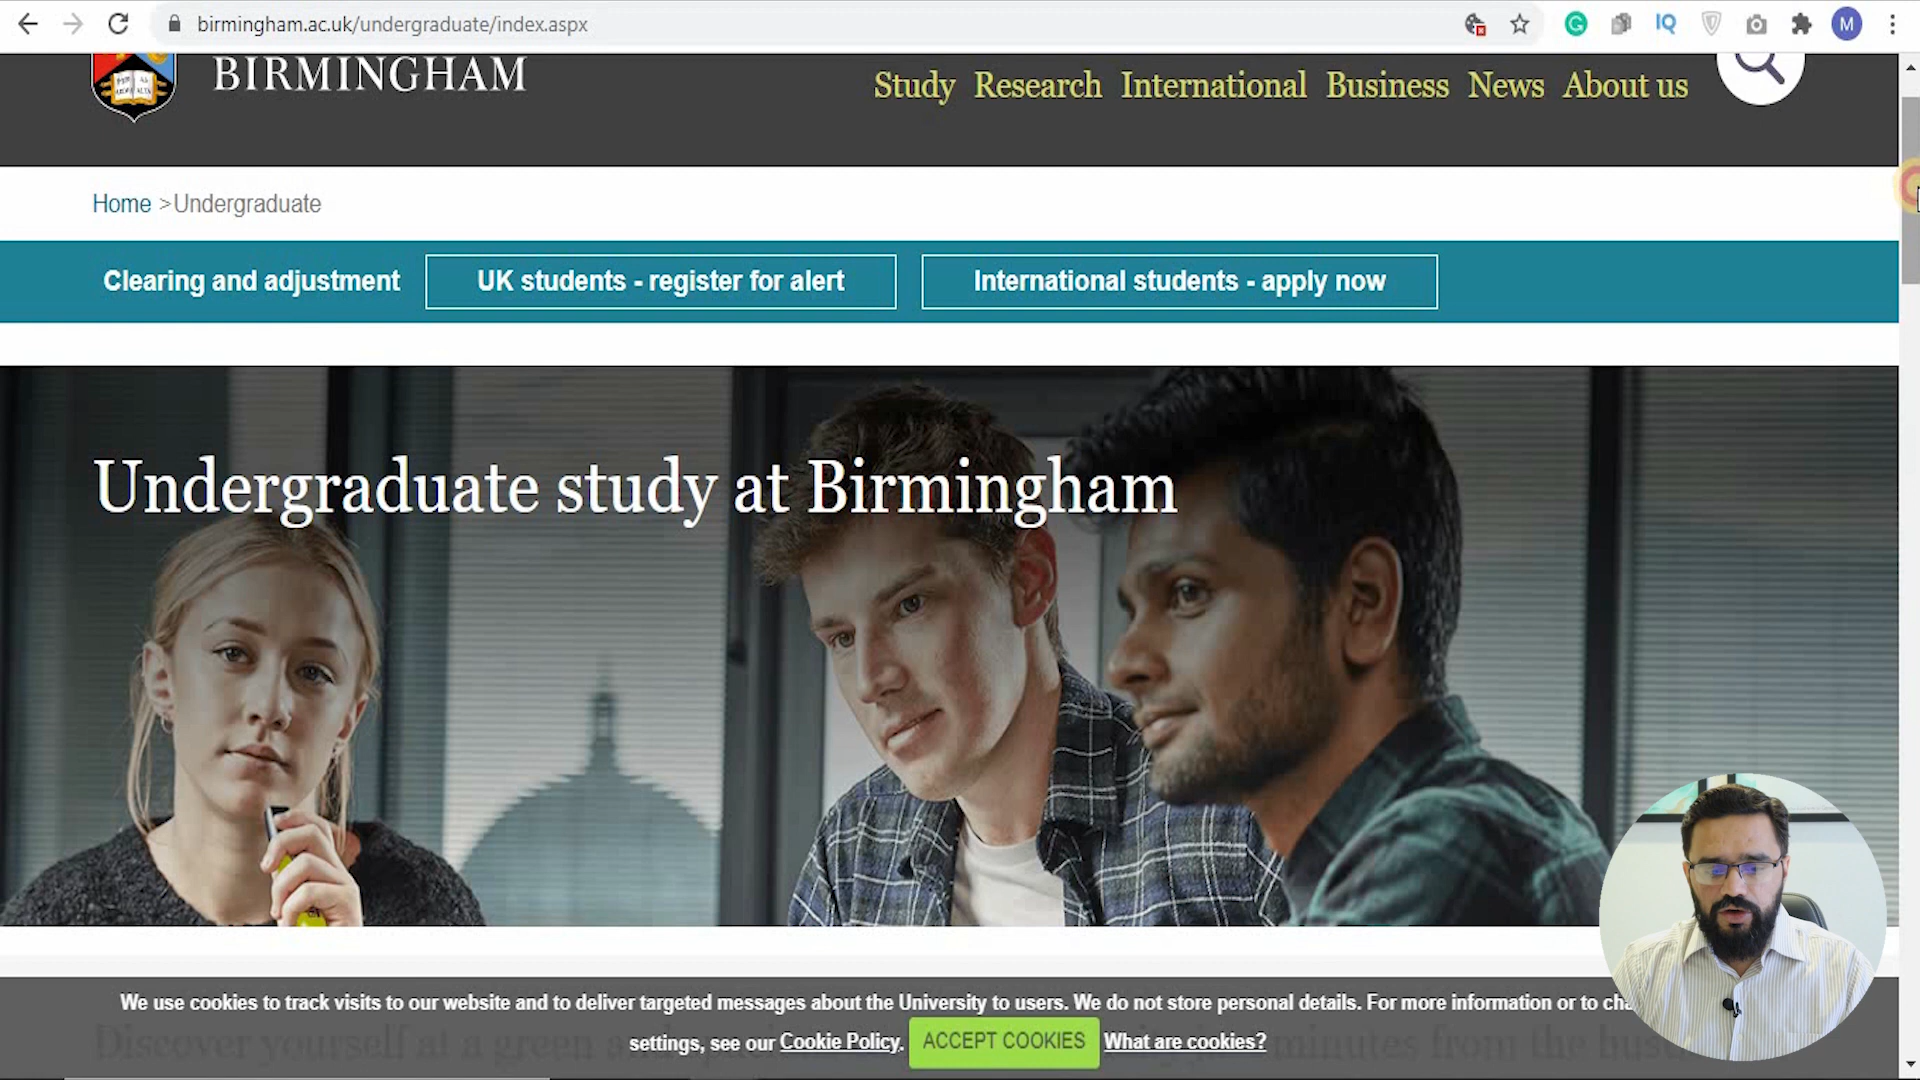 birmingham.ac.uk/undergraduate/index.aspx
IQ
M
BIRMINGHAM
Study Research International Business News About us
Home >Undergraduate
Clearing and adjustment UK students - register for alert International students - apply now
Undergraduate study at Birmingham
We use cookies to track visits to our website and to deliver targeted messages about the University to users. We do not store personal details. For more information or to
settings, see our Cookie Policy. ACCEPT COOKIES What are cookies?
Discover yourself at a green minutes from the